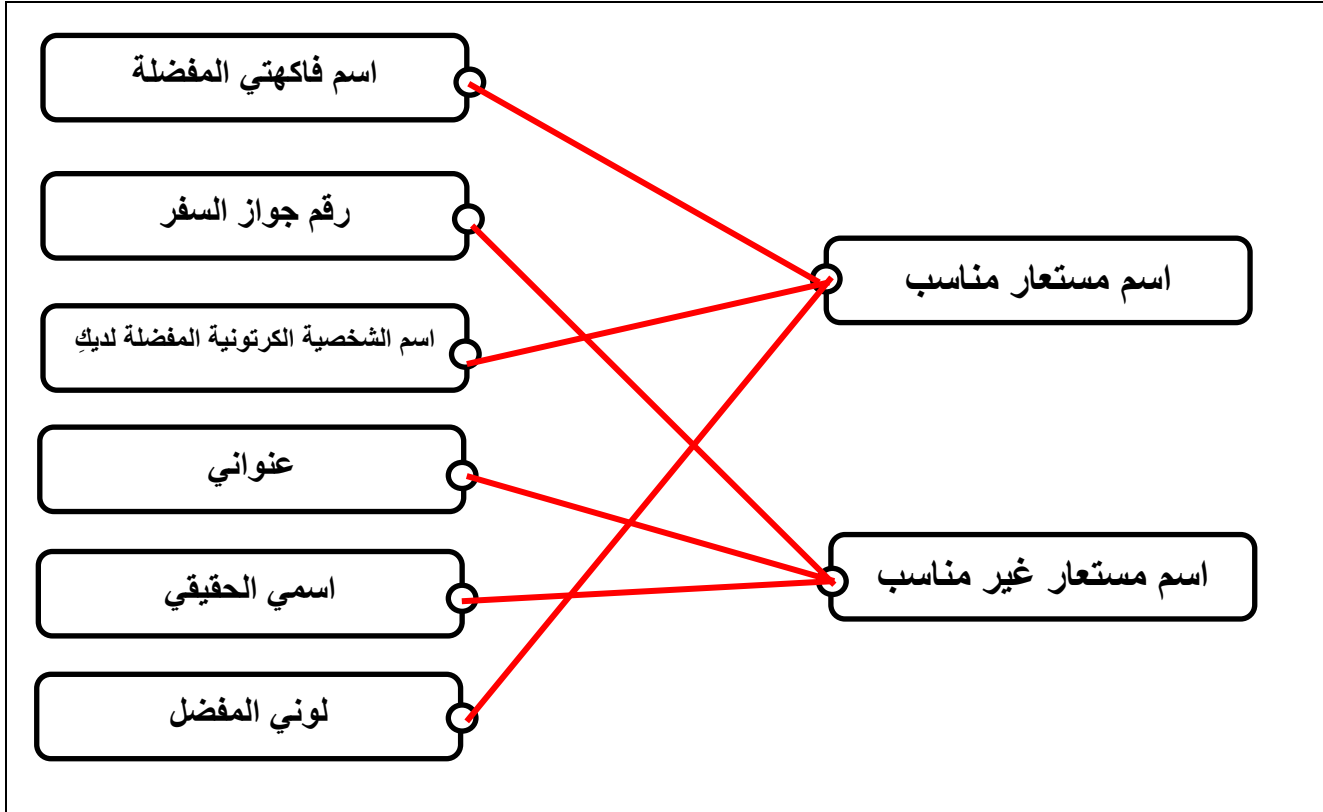 اسم فاكهتي المفضلة
رقم جواز السفر
اسم مستعار مناسب
اسم الشخصية الكرتونية المفضلة لديكِ
عنواني
اسم مستعار غير مناسب
اسمي الحقيقي
لوني المفضل